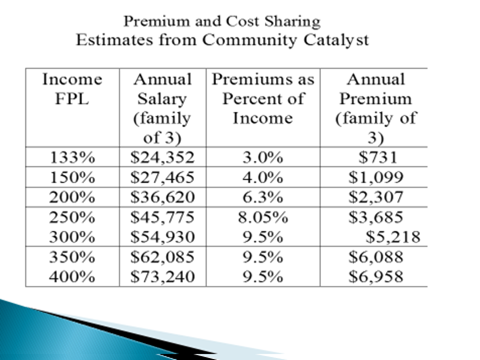 Premium and Cost Sharing
Estimates from Community Catalyst
Income FPL | Annual Salary (family of 3) | Premiums as Percent of Income | Annual Premium (family of 3)
133% $24,352 3.0% $731
150% $27,465 4.0% $1,099
200% $36,620 6.3% $2,307
250% $45,775 8.05% $3,685
300% $54,930 9.5% $5,218
350% $62,085 9.5% $6,088
400% $73,240 9.5% $6,958